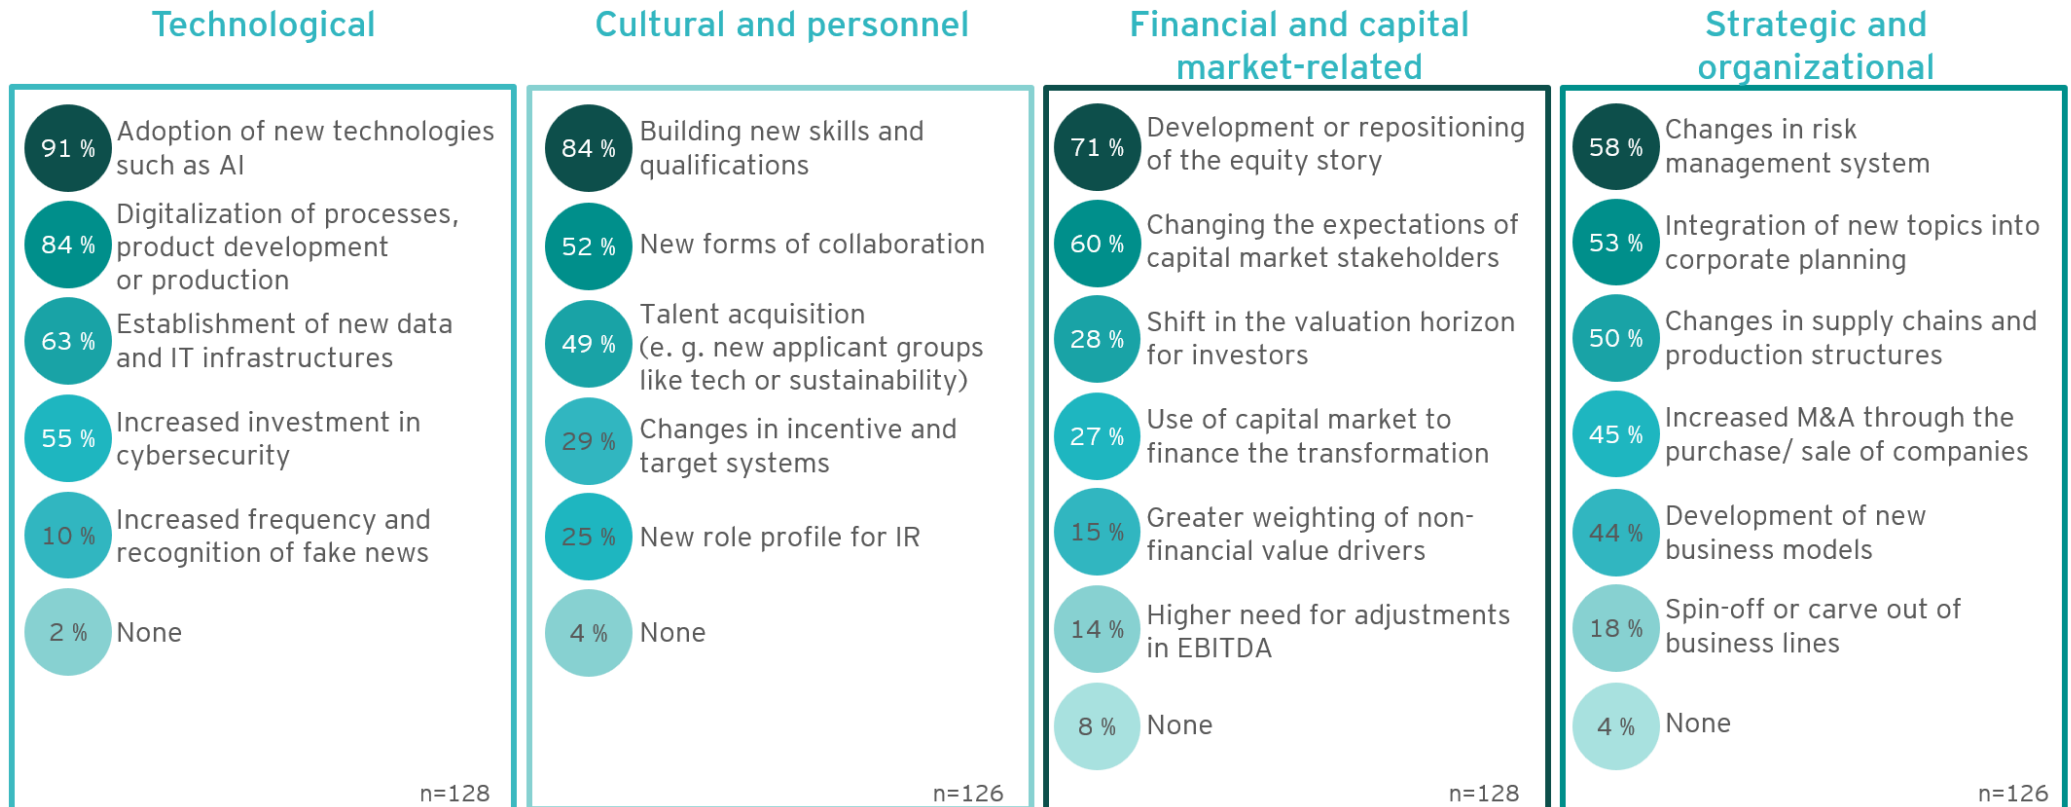 Technological
91 %
Adoption of new technologies
such as AI
84 %
Digitalization of processes,
product development
or production
63 %
Establishment of new data
and IT infrastructures
55 %
Increased investment in
cybersecurity
10 %
Increased frequency and
recognition of fake news
2 %
None
n=128
Cultural and personnel
84 %
Building new skills and
qualifications
52 %
New forms of collaboration
49 %
Talent acquisition
(e. g. new applicant groups
like tech or sustainability)
29 %
Changes in incentive and
target systems
25 %
New role profile for IR
4 %
None
n=126
Financial and capital
market-related
71 %
Development or repositioning
of the equity story
60 %
Changing the expectations of
capital market stakeholders
28 %
Shift in the valuation horizon
for investors
27 %
Use of capital market to
finance the transformation
15 %
Greater weighting of non-
financial value drivers
14 %
Higher need for adjustments
in EBITDA
8 %
None
n=128
Strategic and
organizational
58 %
Changes in risk
management system
53 %
Integration of new topics into
corporate planning
50 %
Changes in supply chains and
production structures
45 %
Increased M&A through the
purchase/ sale of companies
44 %
Development of new
business models
18 %
Spin-off or carve out of
business lines
4 %
None
n=126